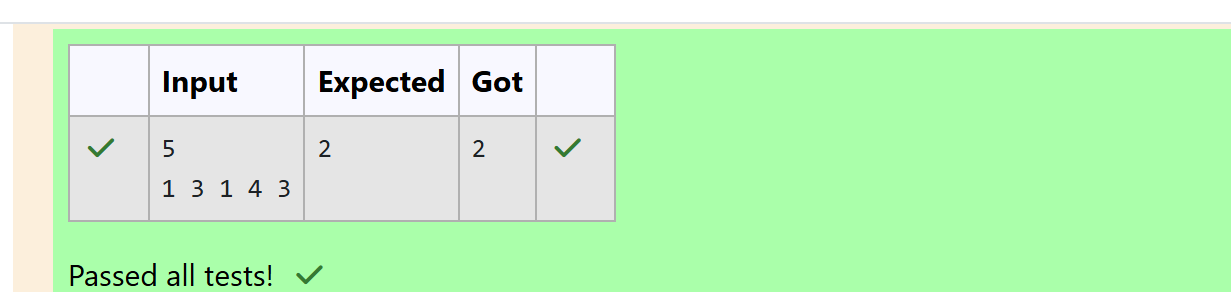 Input Expected Got
5 2 2
1 3 1 4 3
Passed all tests!